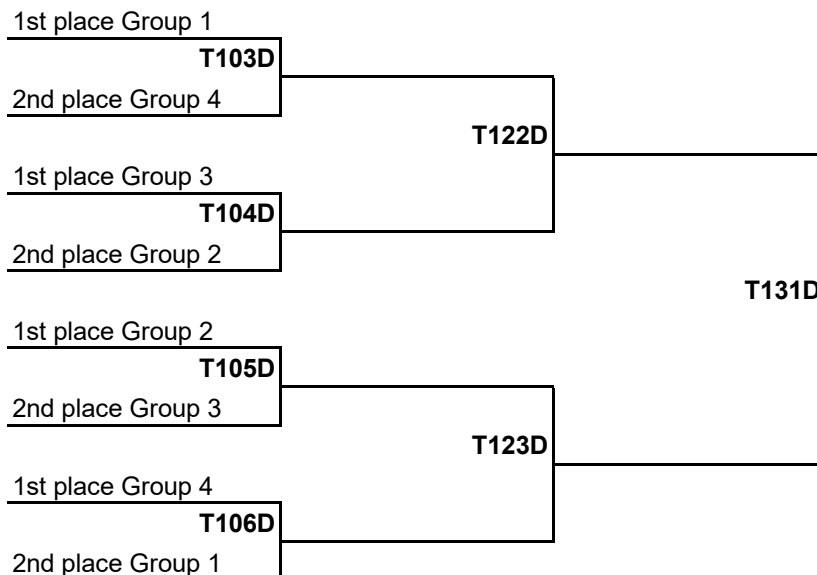 1st place Group 1
T103D
2nd place Group 4
T122D
1st place Group 3
T104D
2nd place Group 2
T131D
1st place Group 2
T105D
2nd place Group 3
T123D
1st place Group 4
T106D
2nd place Group 1